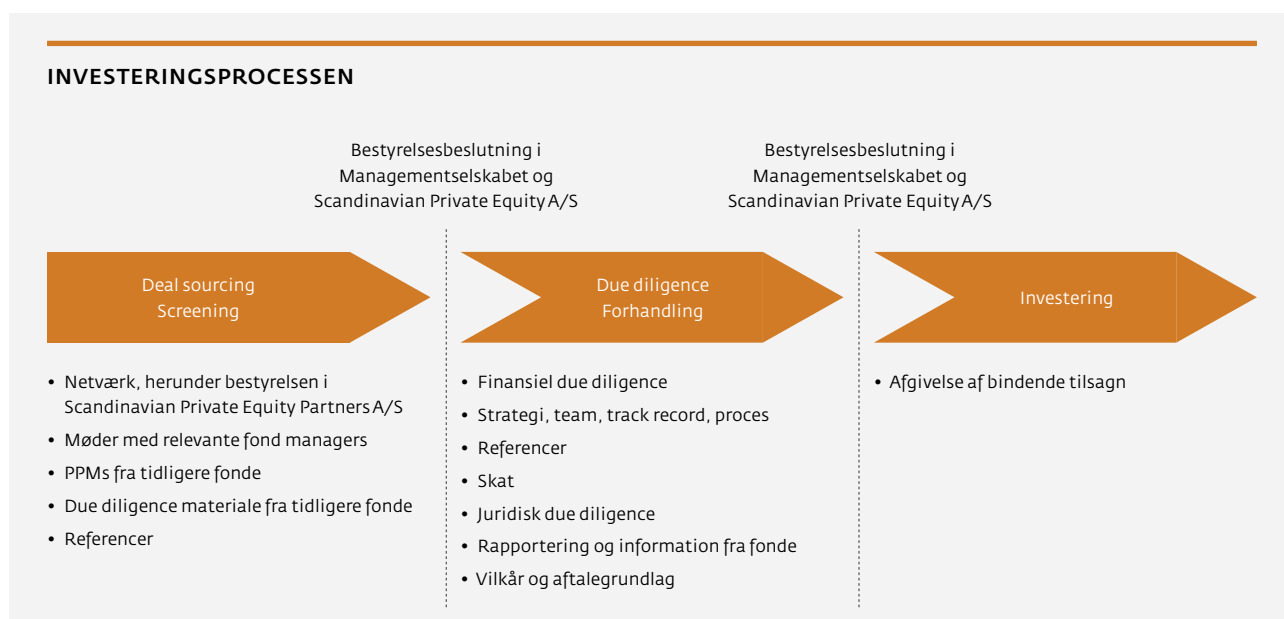 INVESTERINGSPROCESSEN
Bestyrelsesbeslutning i
Managementselskabet og
Scandinavian Private Equity A/S
Bestyrelsesbeslutning i
Managementselskabet og
Scandinavian Private Equity A/S
Deal sourcing
Screening
Due diligence
Forhandling
Investering
• Netværk, herunder bestyrelsen i
Scandinavian Private Equity Partners A/S
• Møder med relevante fond managers
• PPMs fra tidligere fonde
• Due diligence materiale fra tidligere fonde
• Referencer
• Finansiel due diligence
• Strategi, team, track record, proces
• Referencer
• Skat
• Juridisk due diligence
• Rapportering og information fra fonde
• Vilkår og aftalegrundlag
• Afgivelse af bindende tilsagn